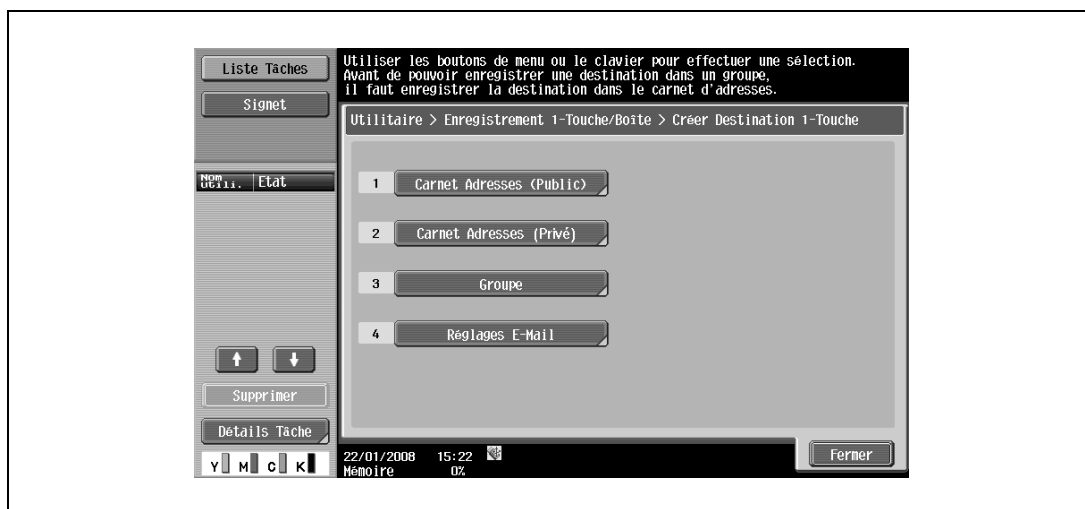 Liste Tâches
Signet
Nom Utili. Etat
Supprimer
Détails Tâche
Y M C K
Utiliser les boutons de menu ou le clavier pour effectuer une sélection.
Avant de pouvoir enregistrer une destination dans un groupe,
il faut enregistrer la destination dans le carnet d'adresses.
Utilitaire > Enregistrement 1-Touche/Boîte > Créer Destination 1-Touche
1 Carnet Adresses (Public)
2 Carnet Adresses (Privé)
3 Groupe
4 Réglages E-Mail
22/01/2008 15:22
Mémoire 0%
Fermer